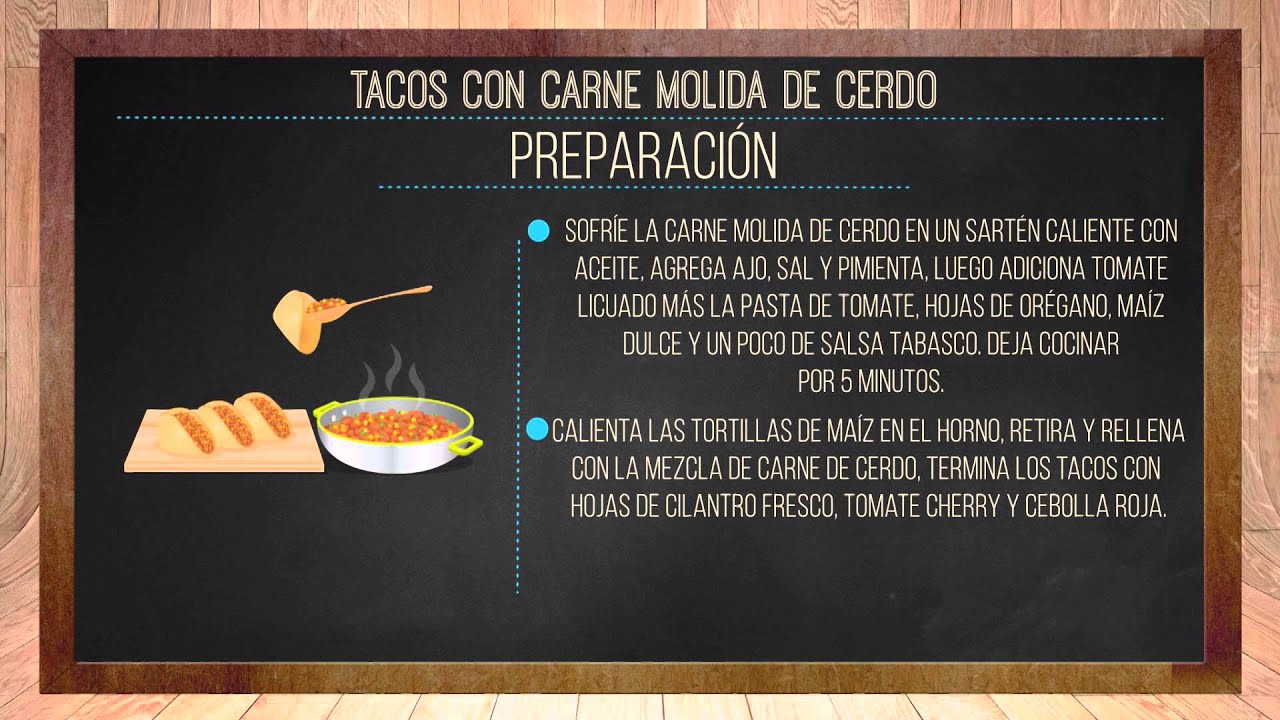 TACOS CON CARNE MOLIDA DE CERDO
PREPARACIÓN
SOFRÍE LA CARNE MOLIDA DE CERDO EN UN SARTÉN CALIENTE CON
ACEITE, AGREGA AJO, SAL Y PIMIENTA, LUEGO ADICIONA TOMATE
LICUADO MÁS LA PASTA DE TOMATE, HOJAS DE ORÉGANO, MAÍZ
DULCE Y UN POCO DE SALSA TABASCO. DEJA COCINAR
POR 5 MINUTOS.
CALIENTA LAS TORTILLAS DE MAÍZ EN EL HORNO, RETIRA Y RELLENA
CON LA MEZCLA DE CARNE DE CERDO, TERMINA LOS TACOS CON
HOJAS DE CILANTRO FRESCO, TOMATE CHERRY Y CEBOLLA ROJA.